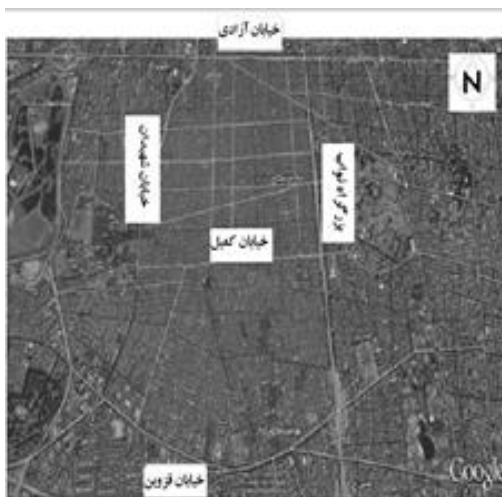 خیابان آزادی
N
خیابان شهیدان
بزرگراه نواب
خیابان کمیل
خیابان قزوین
Google